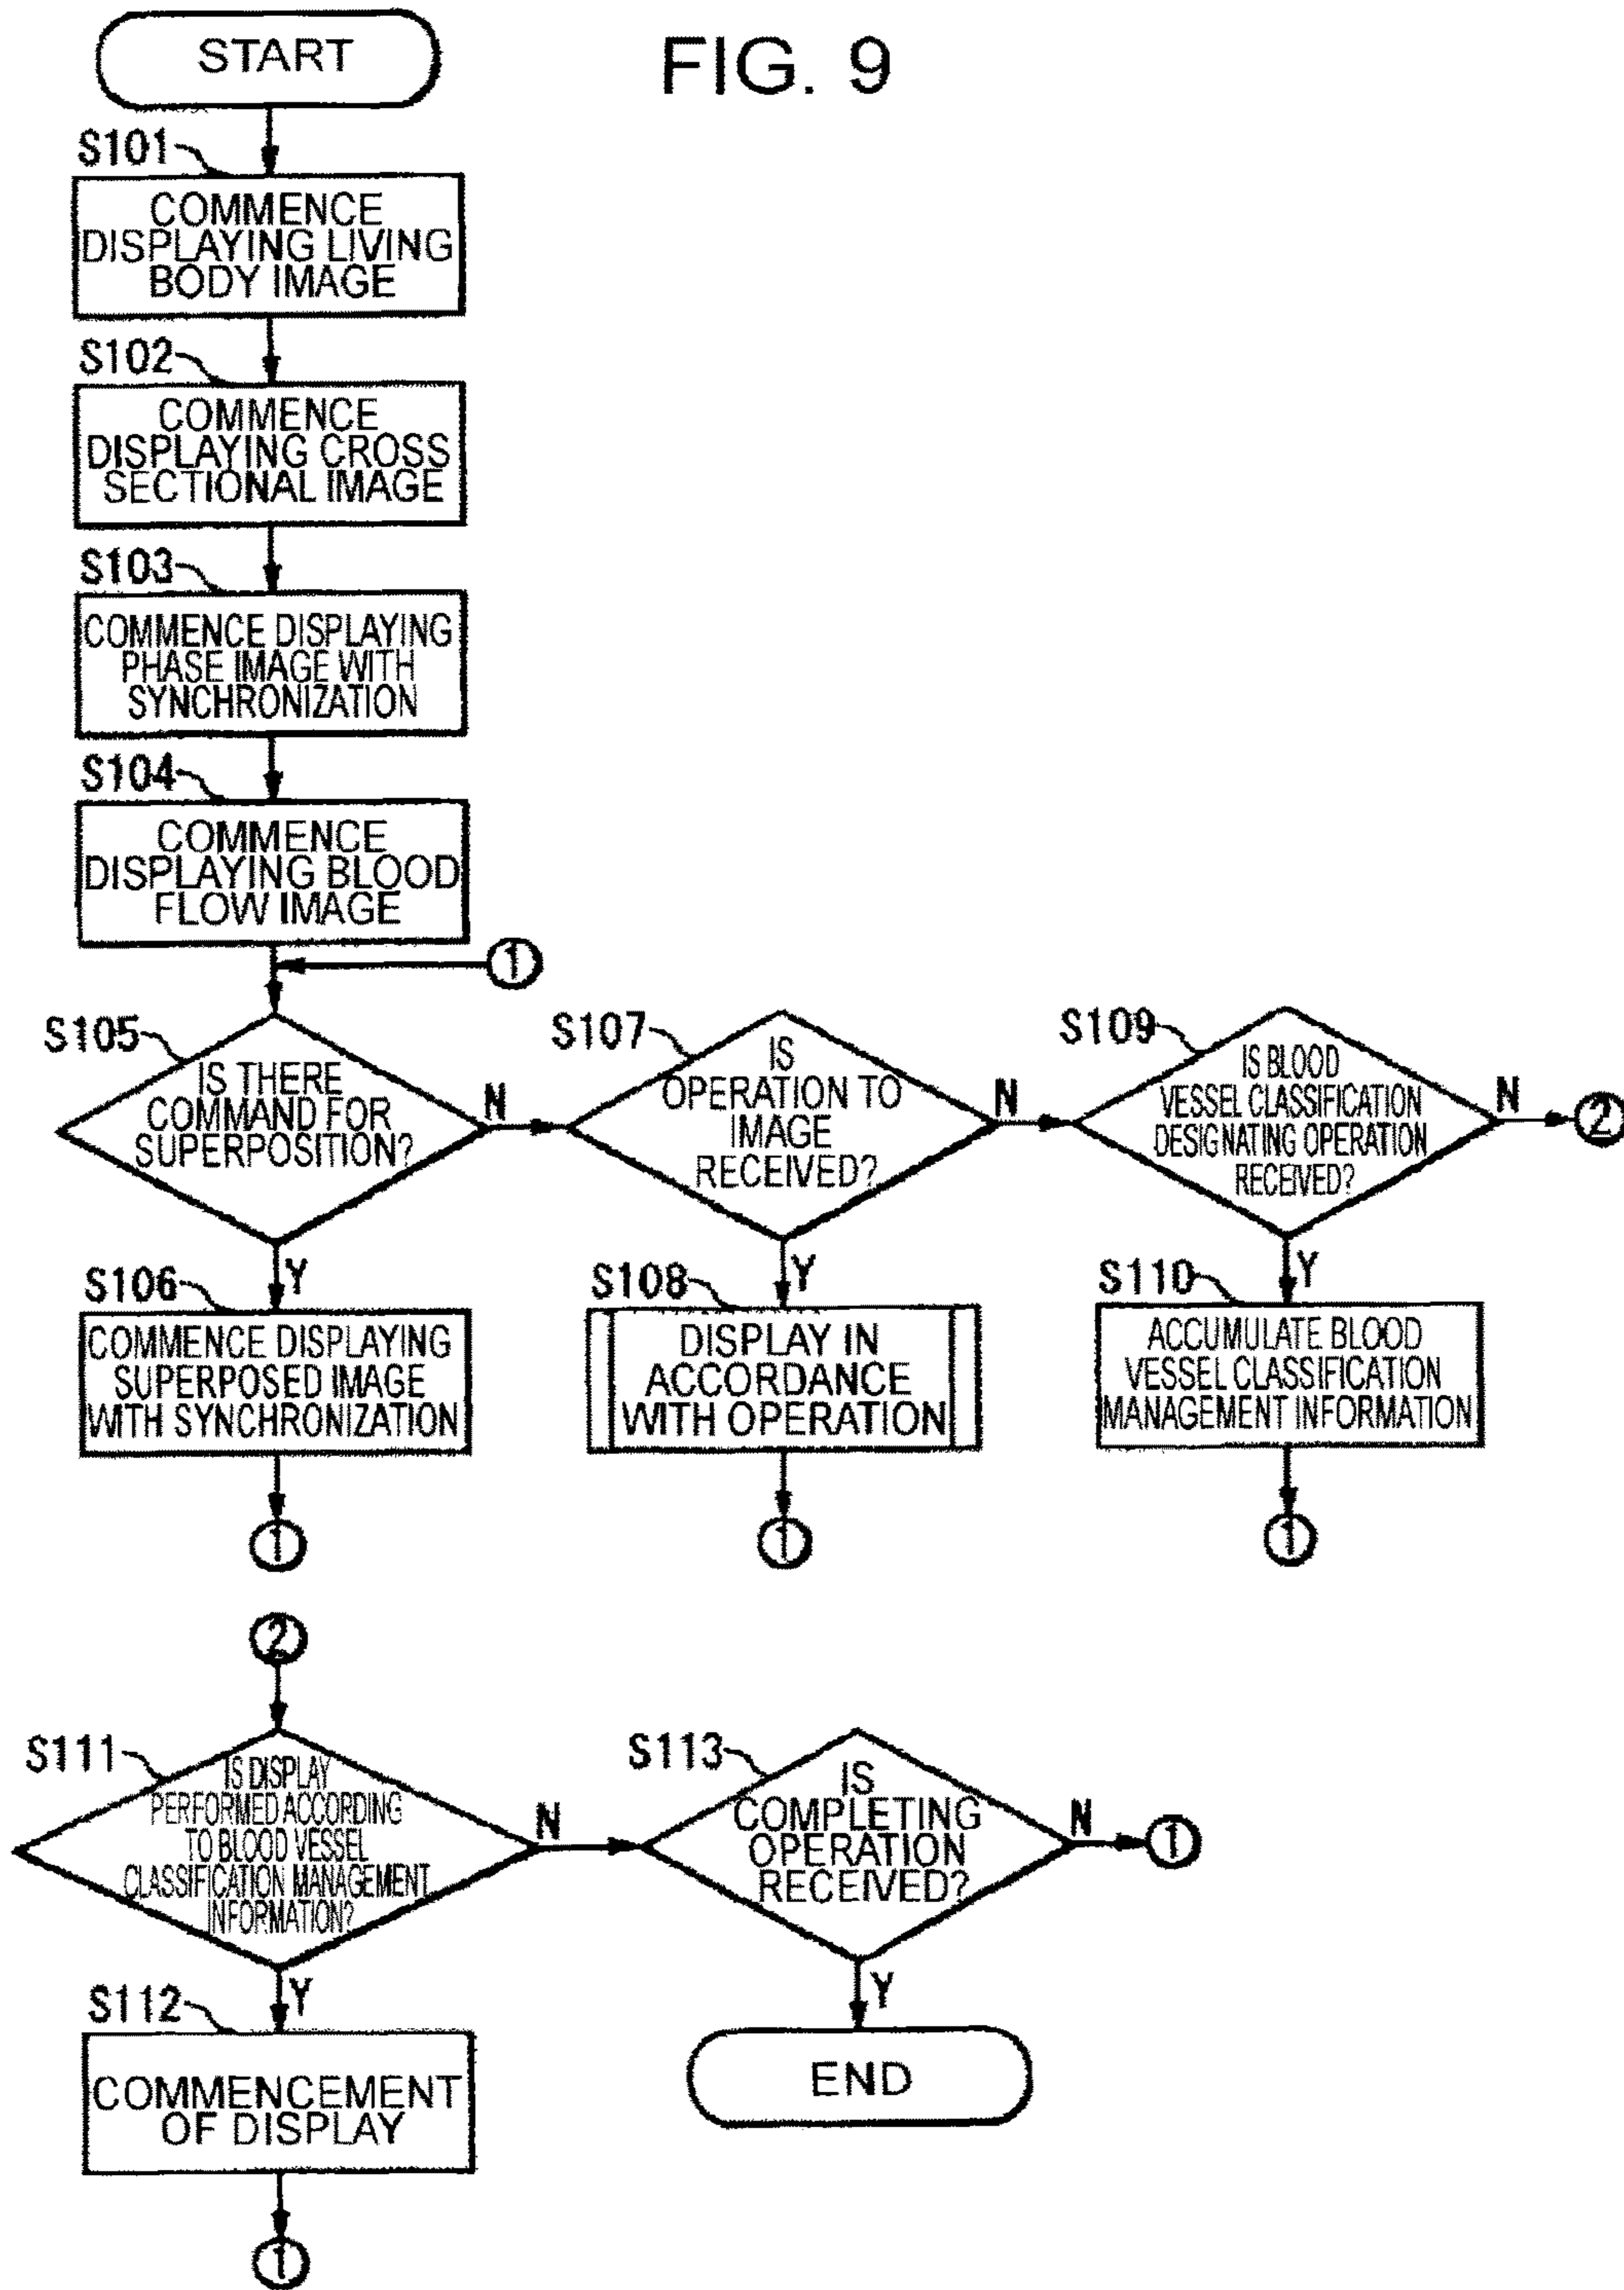 START
FIG. 9
S101
COMMENCE
DISPLAYING LIVING
BODY IMAGE
S102
COMMENCE
DISPLAYING CROSS
SECTIONAL IMAGE
S103
COMMENCE DISPLAYING
PHASE IMAGE WITH
SYNCHRONIZATION
S104
COMMENCE
DISPLAYING BLOOD
FLOW IMAGE
1
S105
IS THERE
COMMAND FOR
SUPERPOSITION?
N
S107
IS
OPERATION TO
IMAGE
RECEIVED?
N
S109
IS BLOOD
VESSEL CLASSIFICATION
DESIGNATING OPERATION
RECEIVED?
N
2
Y
S106
COMMENCE DISPLAYING
SUPERPOSED IMAGE
WITH SYNCHRONIZATION
1
Y
S108
DISPLAY IN
ACCORDANCE
WITH OPERATION
1
Y
S110
ACCUMULATE BLOOD
VESSEL CLASSIFICATION
MANAGEMENT INFORMATION
1
2
S111
IS DISPLAY
PERFORMED ACCORDING
TO BLOOD VESSEL
CLASSIFICATION MANAGEMENT
INFORMATION?
N
S113
IS
COMPLETING
OPERATION
RECEIVED?
N
1
Y
S112
COMMENCEMENT
OF DISPLAY
1
Y
END